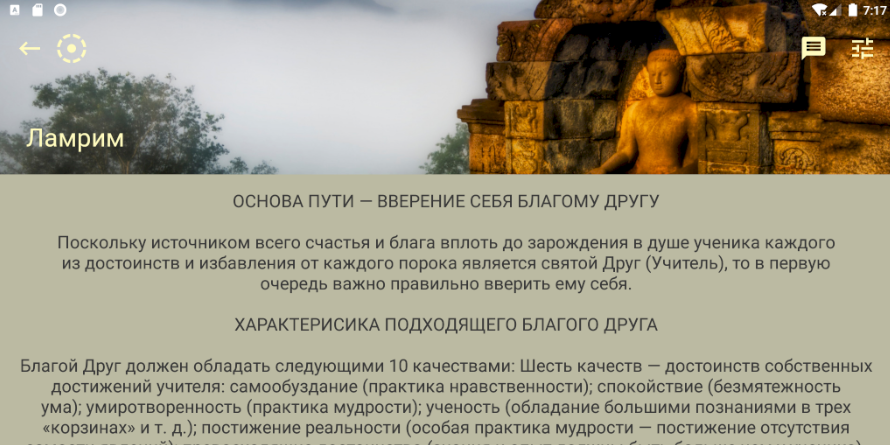 7:17
Ламрим
ОСНОВА ПУТИ — ВВЕРЕНИЕ СЕБЯ БЛАГОМУ ДРУГУ
Поскольку источником всего счастья и блага вплоть до зарождения в душе ученика каждого
из достоинств и избавления от каждого порока является святой Друг (Учитель), то в первую
очередь важно правильно вверить ему себя.
ХАРАКТЕРИСИКА ПОДХОДЯЩЕГО БЛАГОГО ДРУГА
Благой Друг должен обладать следующими 10 качествами: Шесть качеств — достоинств собственных
достижений учителя: самообуздание (практика нравственности); спокойствие (безмятежность
ума); умиротворенность (практика мудрости); ученость (обладание большими познаниями в трех
«корзинах» и т. д.); постижение реальности (особая практика мудрости — постижение отсутствия